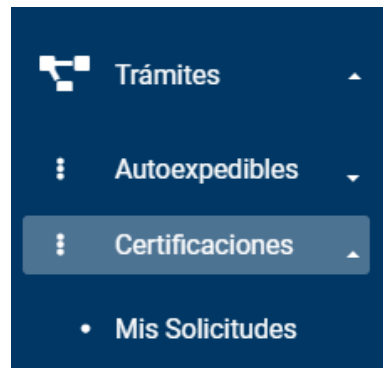 Trámites
Autoexpedibles
Certificaciones
Mis Solicitudes